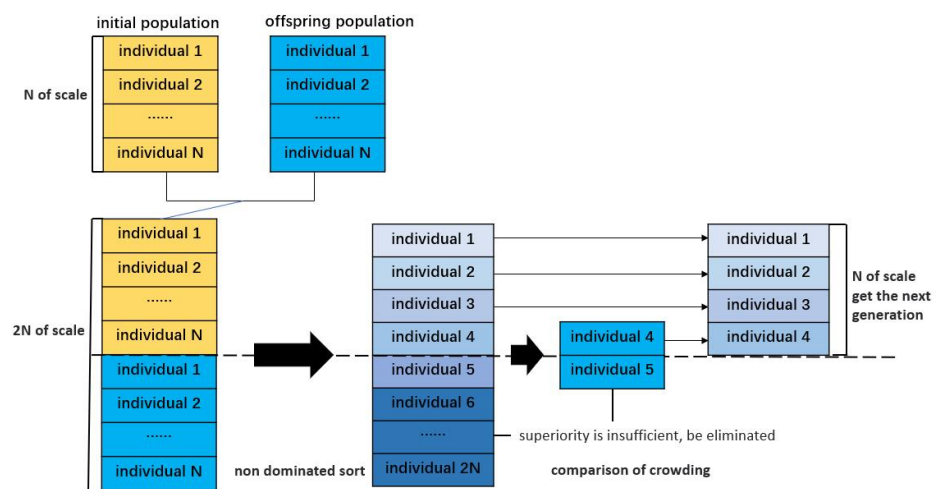 initial population
offspring population
N of scale
individual 1
individual 2
......
individual N
individual 1
individual 2
......
individual N
2N of scale
individual 1
individual 2
......
individual N
individual 1
individual 2
......
individual N
non dominated sort
individual 1
individual 2
individual 3
individual 4
individual 5
individual 6
......
individual 2N
individual 4
individual 5
superiority is insufficient, be eliminated
comparison of crowding
individual 1
individual 2
individual 3
individual 4
N of scale
get the next
generation